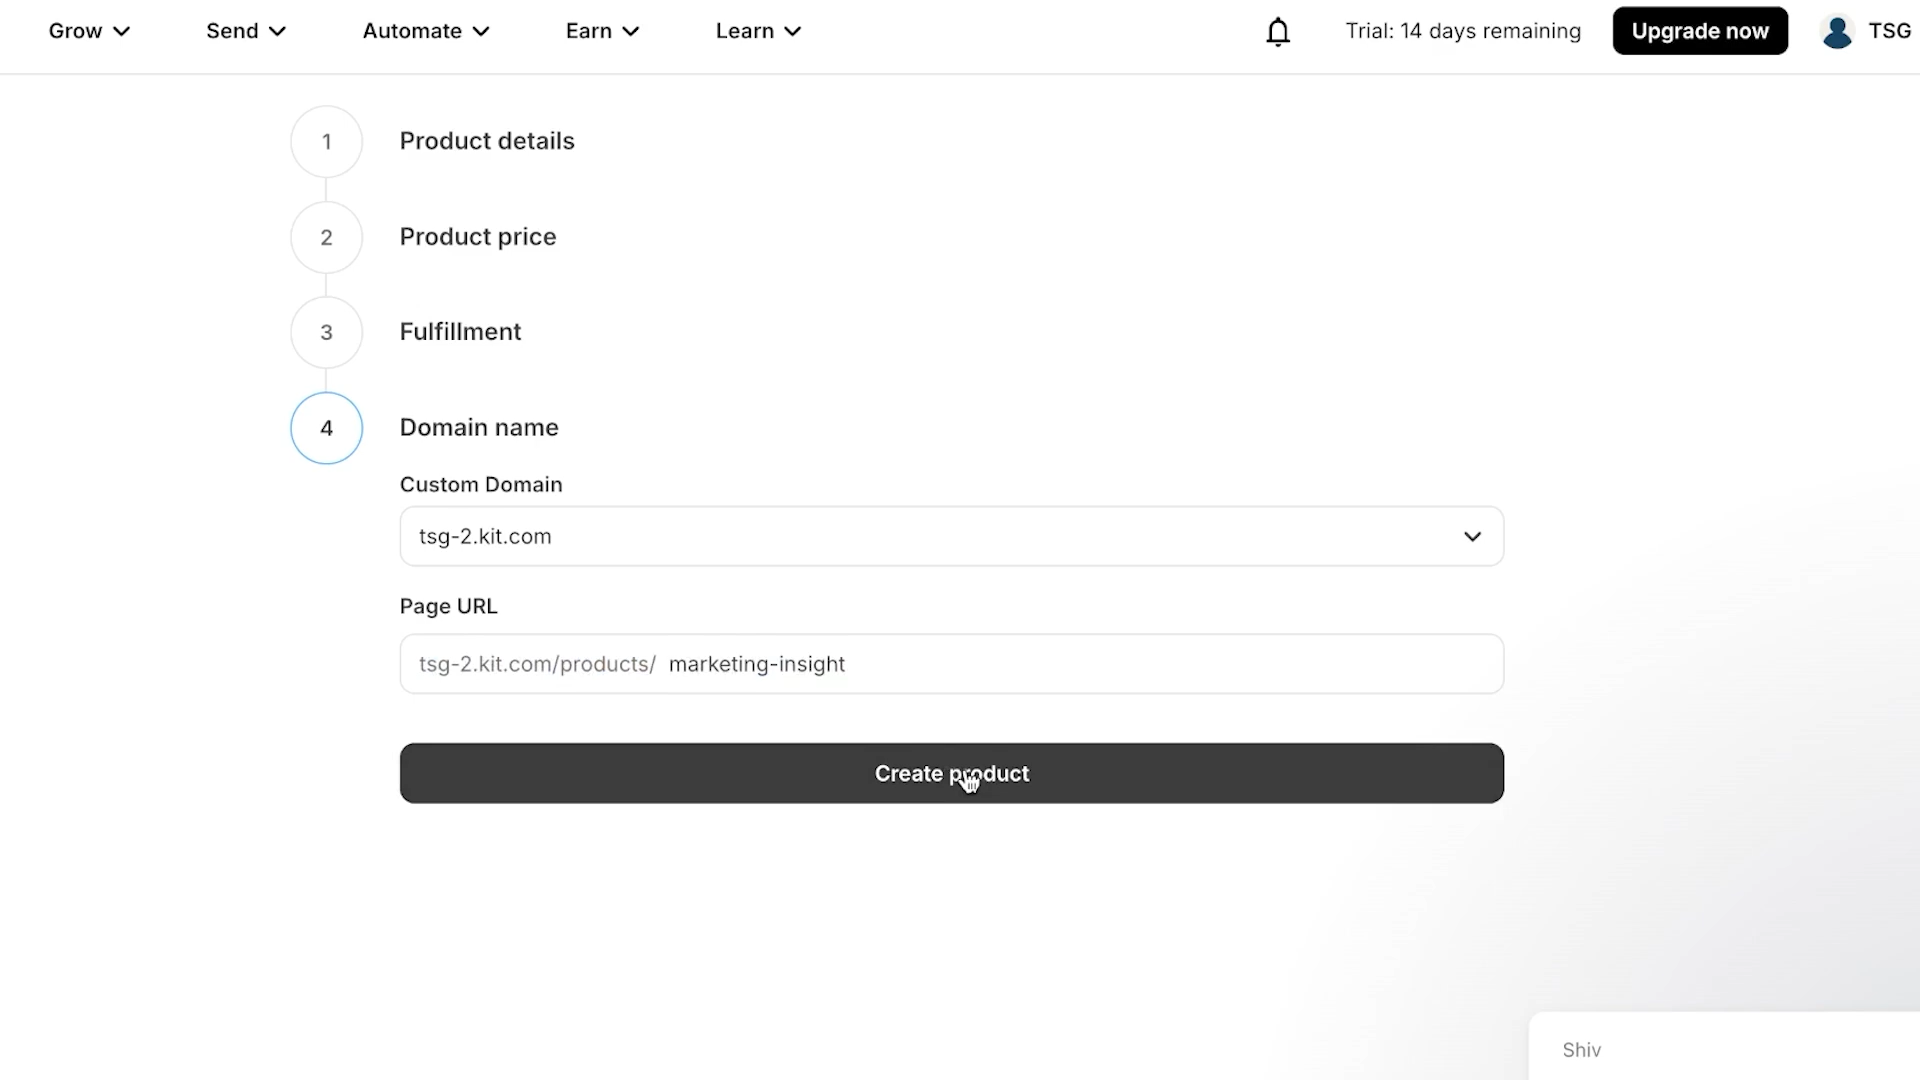 Grow Send Automate Earn Learn Trial: 14 days remaining Upgrade now TSG
1 Product details
2 Product price
3 Fulfillment
4 Domain name
Custom Domain
tsg-2.kit.com
Page URL
tsg-2.kit.com/products/ marketing-insight
Create product
Shiv